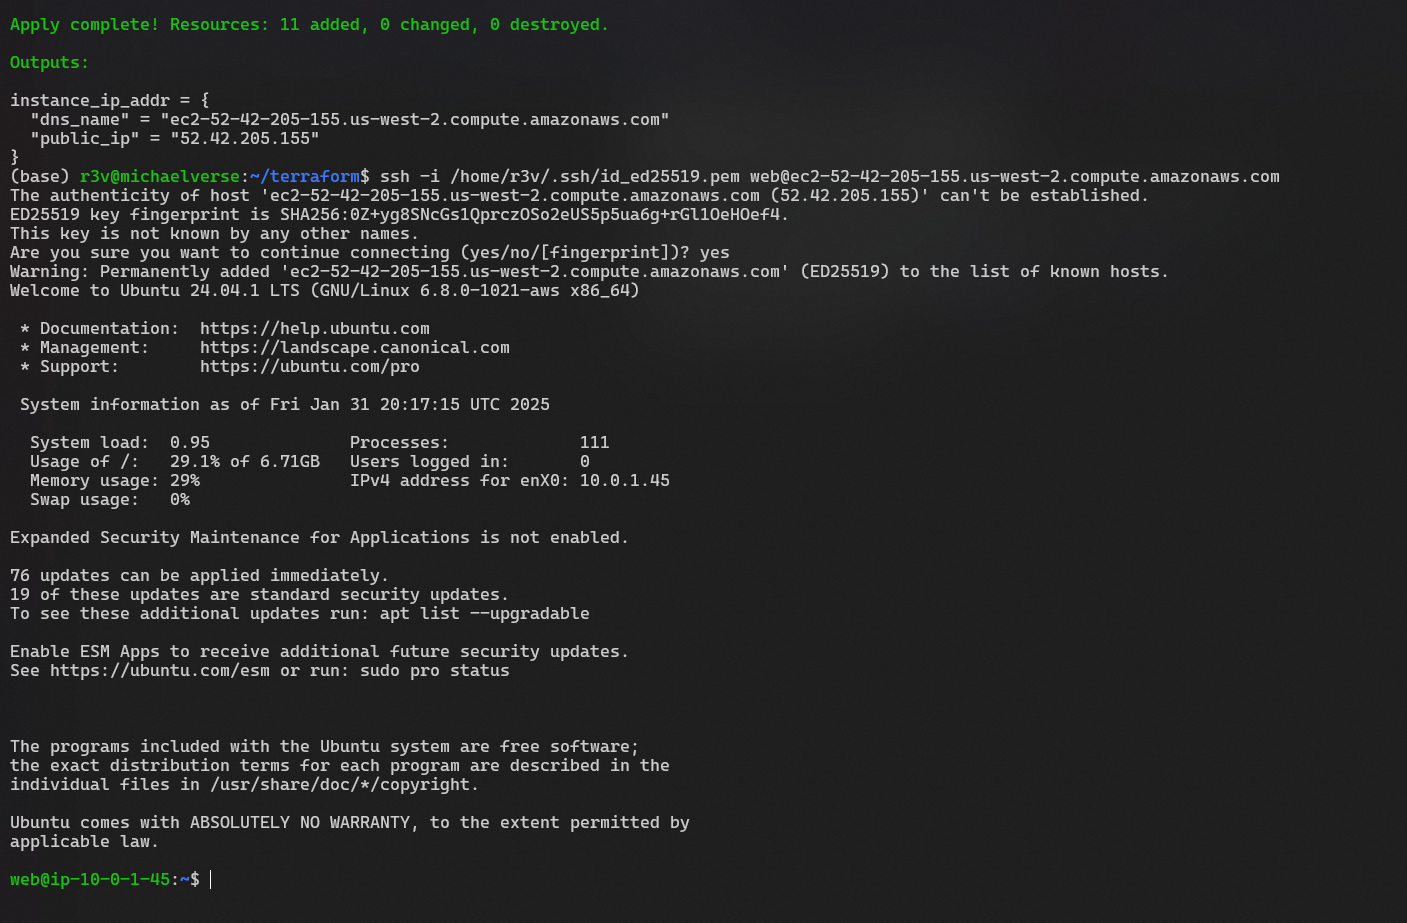 Apply complete! Resources: 11 added, 0 changed, 0 destroyed.
Outputs:
instance_ip_addr = {
  "dns_name" = "ec2-52-42-205-155.us-west-2.compute.amazonaws.com"
  "public_ip" = "52.42.205.155"
}
(base) r3v@michaelverse:~/terraform$ ssh -i /home/r3v/.ssh/id_ed25519.pem web@ec2-52-42-205-155.us-west-2.compute.amazonaws.com
The authenticity of host 'ec2-52-42-205-155.us-west-2.compute.amazonaws.com (52.42.205.155)' can't be established.
ED25519 key fingerprint is SHA256:0Z+yg8SNcGs1QprczOSo2eUS5p5ua6g+rGl1OeHOef4.
This key is not known by any other names.
Are you sure you want to continue connecting (yes/no/[fingerprint])? yes
Warning: Permanently added 'ec2-52-42-205-155.us-west-2.compute.amazonaws.com' (ED25519) to the list of known hosts.
Welcome to Ubuntu 24.04.1 LTS (GNU/Linux 6.8.0-1021-aws x86_64)
 * Documentation:  https://help.ubuntu.com
 * Management:     https://landscape.canonical.com
 * Support:        https://ubuntu.com/pro
 System information as of Fri Jan 31 20:17:15 UTC 2025
  System load:  0.95              Processes:             111
  Usage of /:   29.1% of 6.71GB   Users logged in:       0
  Memory usage: 29%               IPv4 address for enX0: 10.0.1.45
  Swap usage:   0%
Expanded Security Maintenance for Applications is not enabled.
76 updates can be applied immediately.
19 of these updates are standard security updates.
To see these additional updates run: apt list --upgradable
Enable ESM Apps to receive additional future security updates.
See https://ubuntu.com/esm or run: sudo pro status
The programs included with the Ubuntu system are free software;
the exact distribution terms for each program are described in the
individual files in /usr/share/doc/*/copyright.
Ubuntu comes with ABSOLUTELY NO WARRANTY, to the extent permitted by
applicable law.
web@ip-10-0-1-45:~$